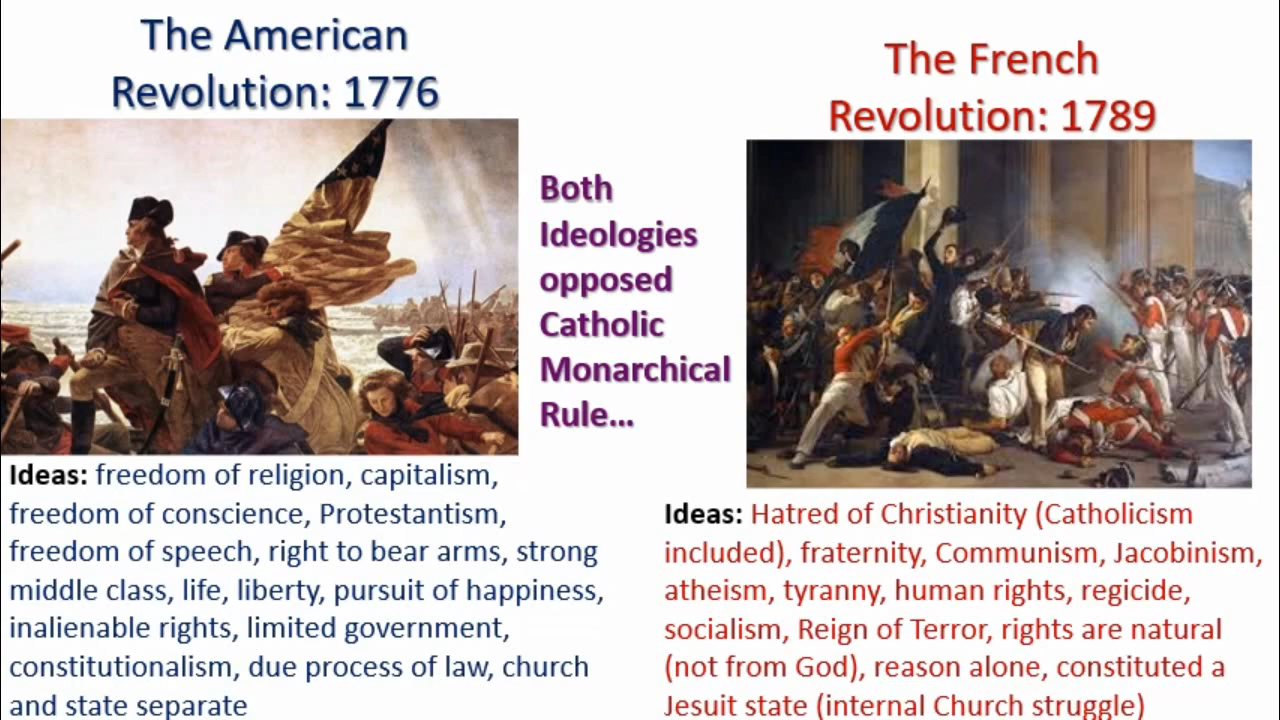 The American
Revolution: 1776
The French
Revolution: 1789
Both
Ideologies
opposed
Catholic
Monarchical
Rule...
Ideas: freedom of religion, capitalism,
freedom of conscience, Protestantism,
freedom of speech, right to bear arms, strong
middle class, life, liberty, pursuit of happiness,
inalienable rights, limited government,
constitutionalism, due process of law, church
and state separate
Ideas: Hatred of Christianity (Catholicism
included), fraternity, Communism, Jacobinism,
atheism, tyranny, human rights, regicide,
socialism, Reign of Terror, rights are natural
(not from God), reason alone, constituted a
Jesuit state (internal Church struggle)